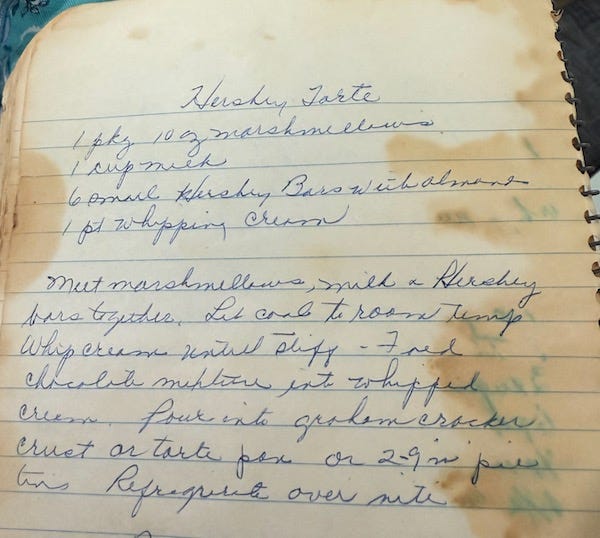 Hershey Torte
1 pkg 10 oz marshmellows
1 cup milk
6 small Hershey Bars with almond
1 pt whipping cream
Melt marshmellows, milk & Hershey
bars together. Let cool to room temp
Whip cream until stiff - Fold
chocolate mixture into whipped
cream. Pour into graham cracker
crust or torte pan or 2-9 in pie
tins Refrigerate over nite